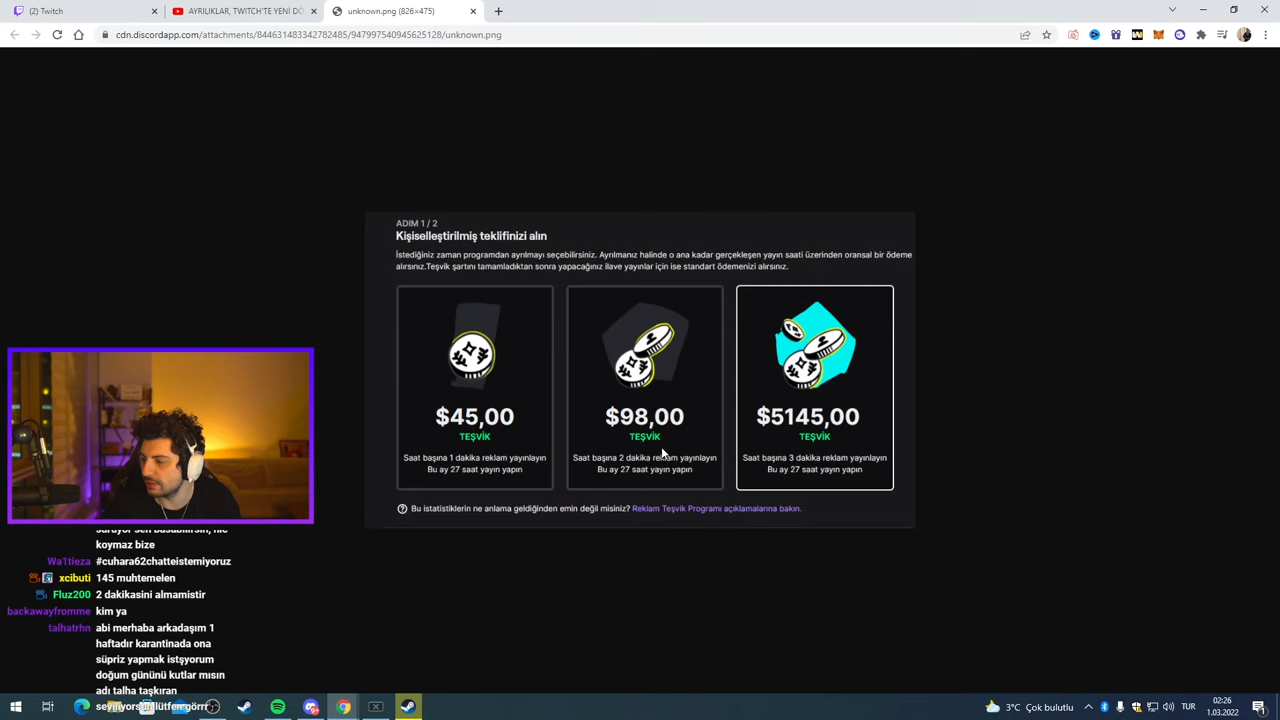 (2) Twitch
AYRILIKLAR, TWITCH'TE YENİ DÖ
unknown.png (826×475)
cdn.discordapp.com/attachments/844631483342782485/947997540945625128/unknown.png
ADIM 1 / 2
Kişiselleştirilmiş teklifinizi alın
İstediğiniz zaman programdan ayrılmayı seçebilirsiniz. Ayrılmanız halinde o ana kadar gerçekleşen yayın saati üzerinden oransal bir ödeme
alırsınız.Teşvik şartını tamamladıktan sonra yapacağınız ilave yayınlar için ise standart ödemenizi alırsınız.
$45,00
TEŞVİK
Saat başına 1 dakika reklam yayınlayın
Bu ay 27 saat yayın yapın
$98,00
TEŞVİK
Saat başına 2 dakika reklam yayınlayın
Bu ay 27 saat yayın yapın
$5145,00
TEŞVİK
Saat başına 3 dakika reklam yayınlayın
Bu ay 27 saat yayın yapın
Bu istatistiklerin ne anlama geldiğinden emin değil misiniz? Reklam Teşvik Programı açıklamalarına bakın.
koymaz bize
Wa1tieza #cuhara62chatteistemiyoruz
xcibuti 145 muhtemelen
Fluz200 2 dakikasini almamistir
backawayfromme kim ya
talhatrhn abi merhaba arkadaşım 1
haftadır karantinada ona
süpriz yapmak istşyorum
doğum gününü kutlar mısın
adı talha taşkıran
3°C Çok bulutlu
TUR
02:26
1.03.2022